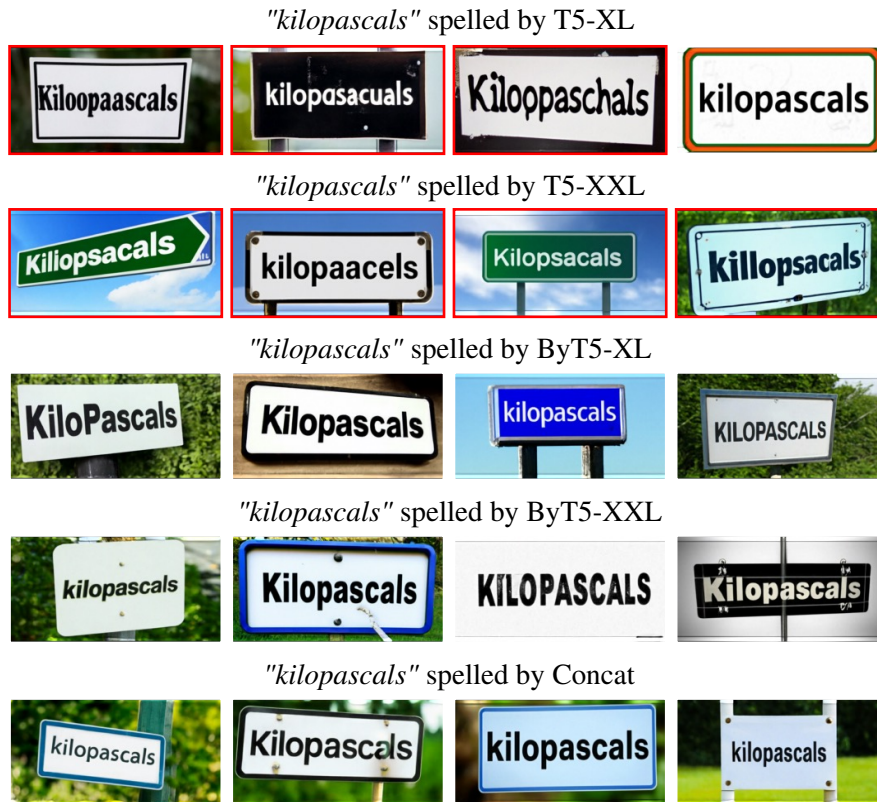 "kilopascals" spelled by T5-XL
Kiloopaascals
kilopasacuals
Kiloppaschals
kilopascals
"kilopascals" spelled by T5-XXL
Kiliopsacals
kilopaacels
Kilopsacals
killopsacals
"kilopascals" spelled by ByT5-XL
KiloPascals
Kilopascals
kilopascals
KILOPASCALS
"kilopascals" spelled by ByT5-XXL
kilopascals
Kilopascals
KILOPASCALS
Kilopascals
"kilopascals" spelled by Concat
kilopascals
Kilopascals
kilopascals
kilopascals